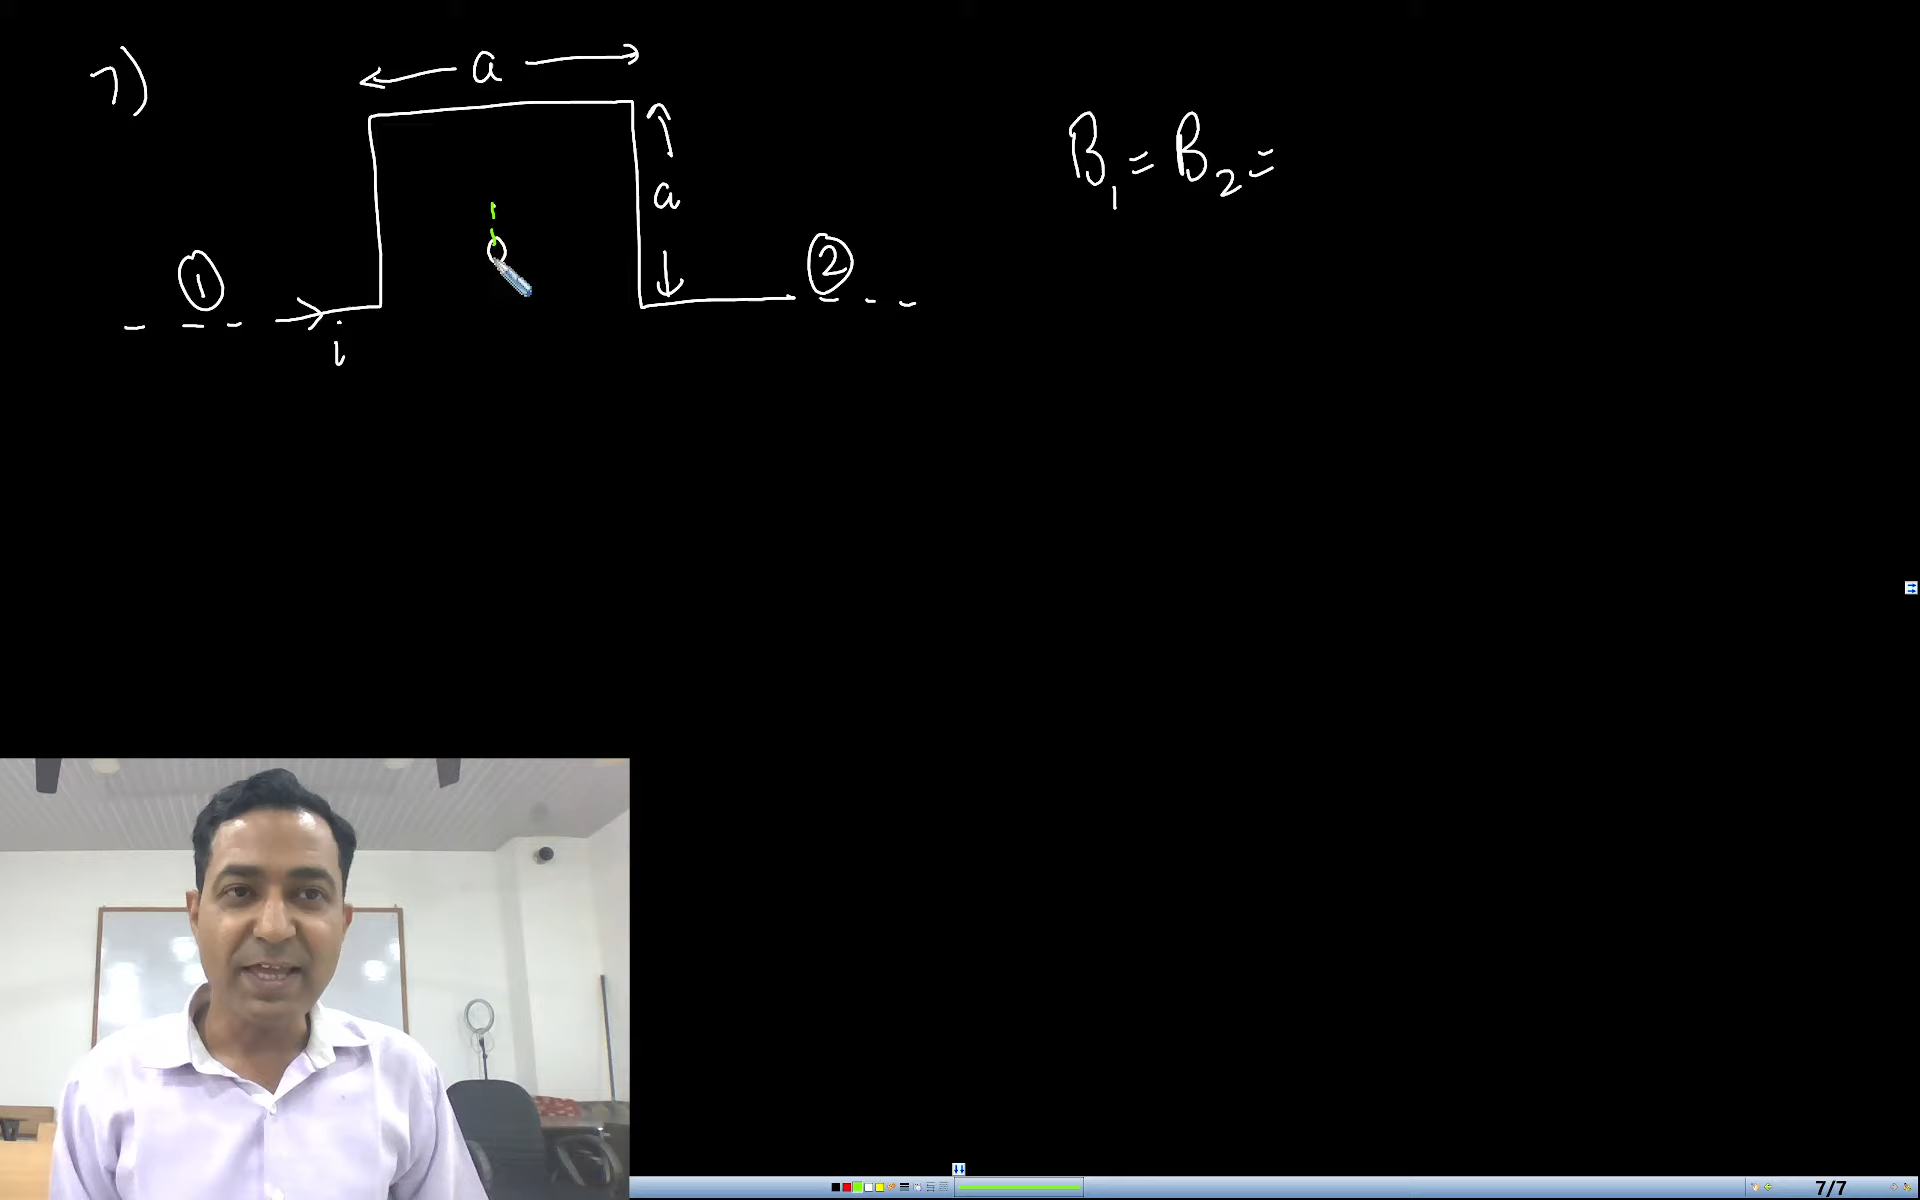 7)
a
B₁ = B₂ =
a
①
②
i
7/7